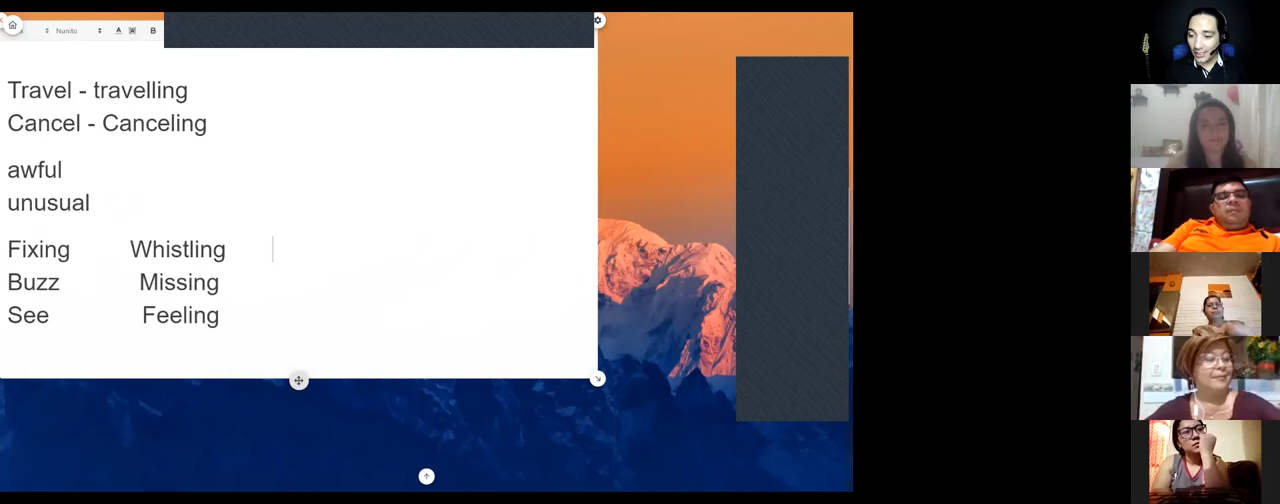 Nunito A A B
Travel - travelling
Cancel - Canceling
awful
unusual
Fixing Whistling
Buzz Missing
See Feeling